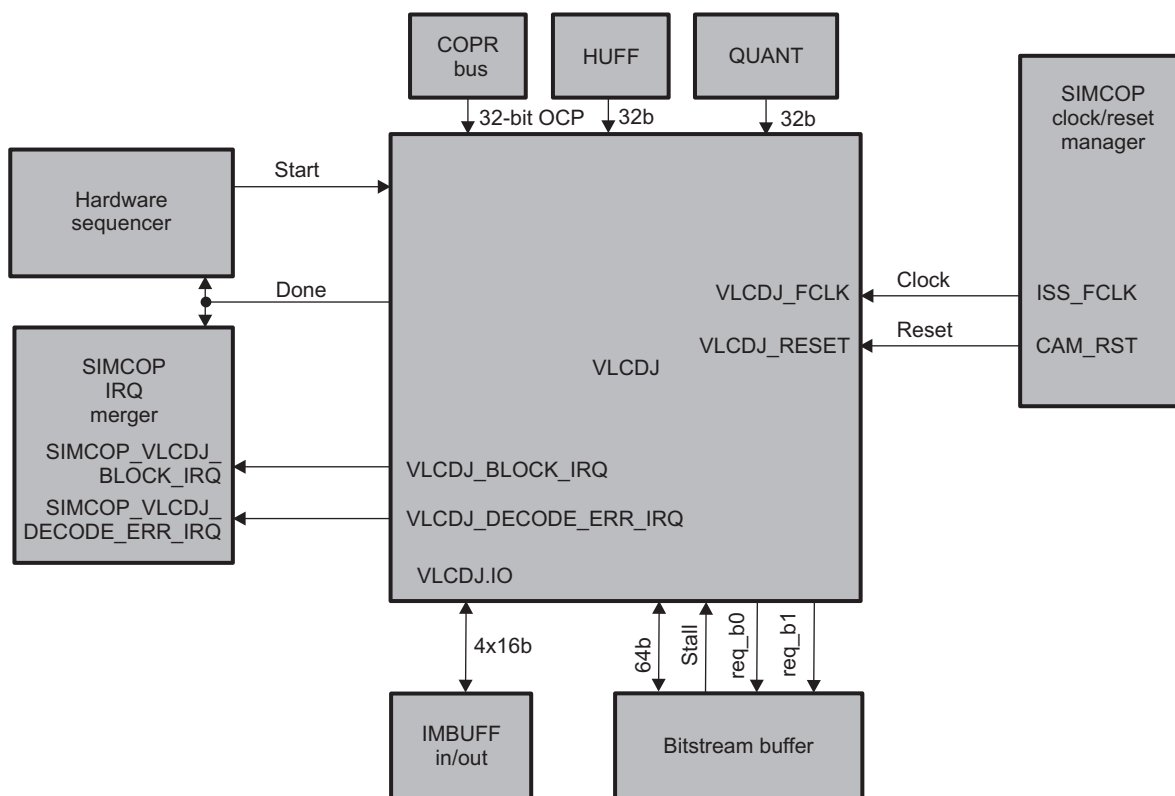 COPR
bus
HUFF
QUANT
SIMCOP
clock/reset
manager
32-bit OCP
32b
32b
Hardware
sequencer
Start
Done
VLCDJ_FCLK
Clock
ISS_FCLK
VLCDJ_RESET
Reset
CAM_RST
VLCDJ
SIMCOP
IRQ
merger
SIMCOP_VLCDJ_
BLOCK_IRQ
VLCDJ_BLOCK_IRQ
SIMCOP_VLCDJ_
DECODE_ERR_IRQ
VLCDJ_DECODE_ERR_IRQ
VLCDJ.IO
4x16b
64b
Stall
req_b0
req_b1
IMBUFF
in/out
Bitstream buffer